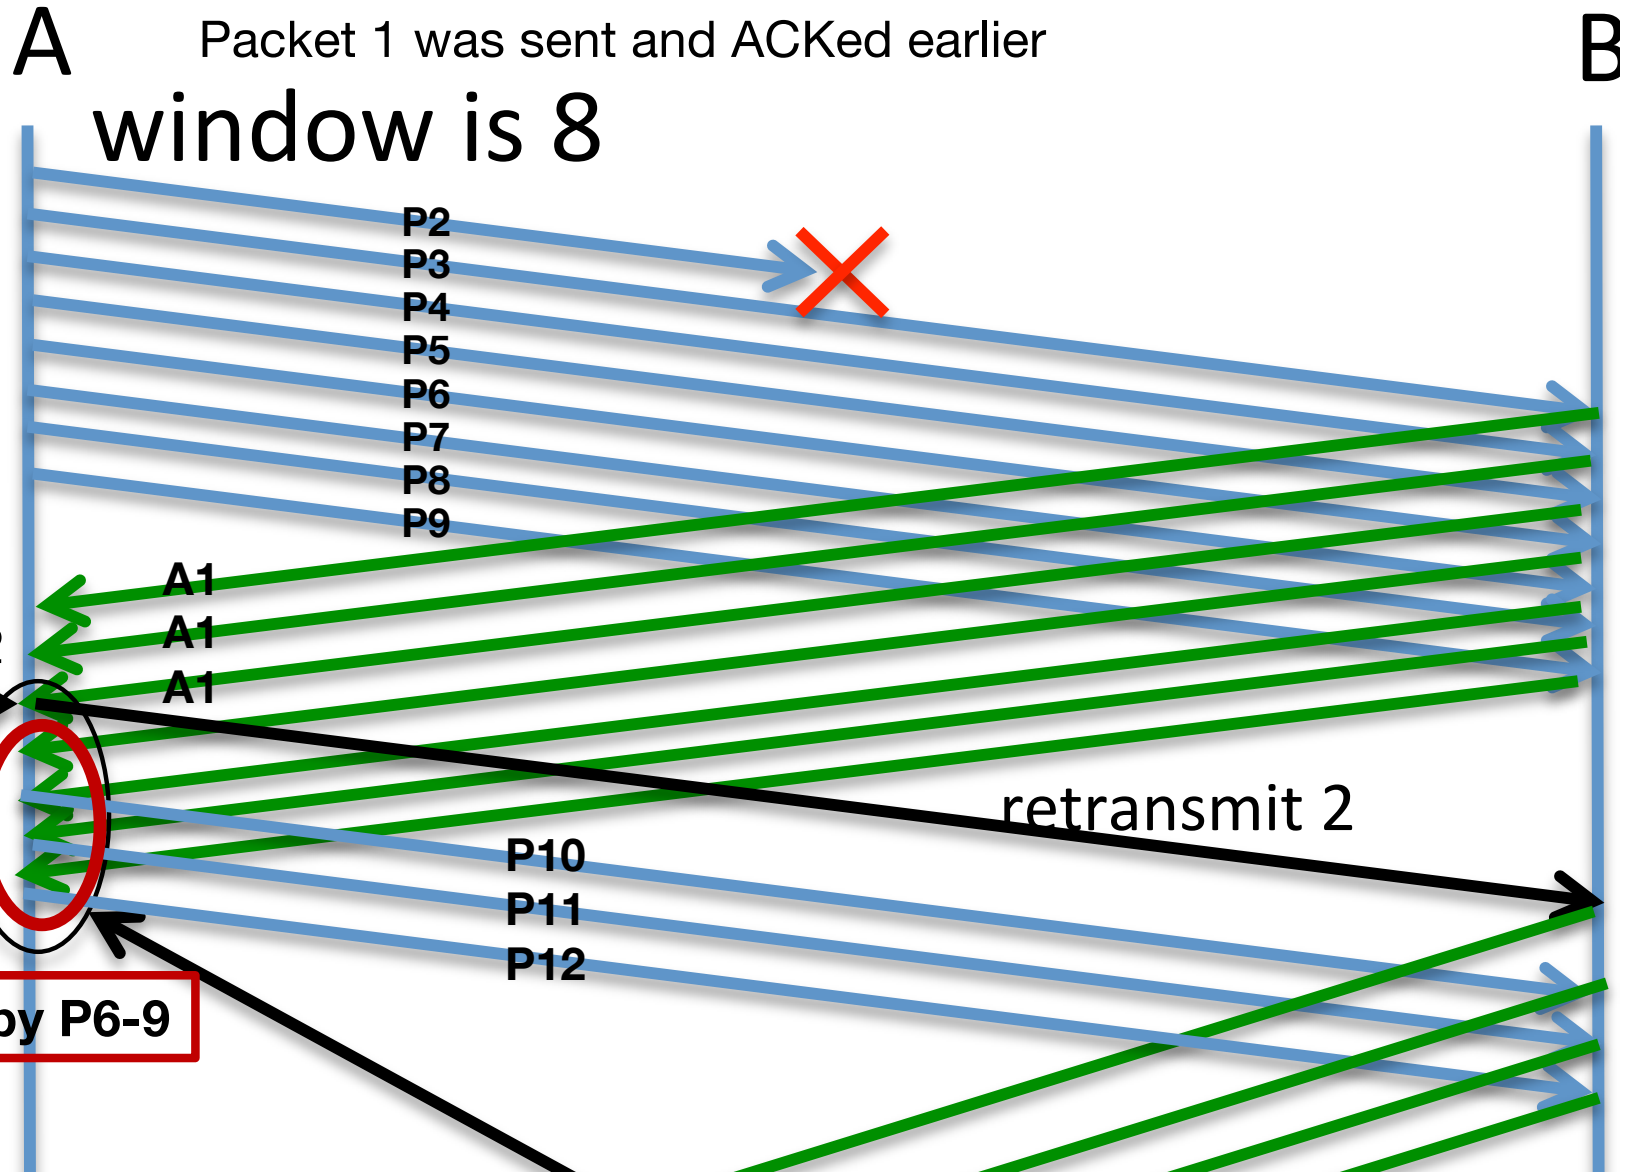 A
Packet 1 was sent and ACKed earlier
B
window is 8
P2
P3
P4
P5
P6
P7
P8
P9
A1
A1
2
A1
retransmit 2
P10
P11
P12
by P6-9